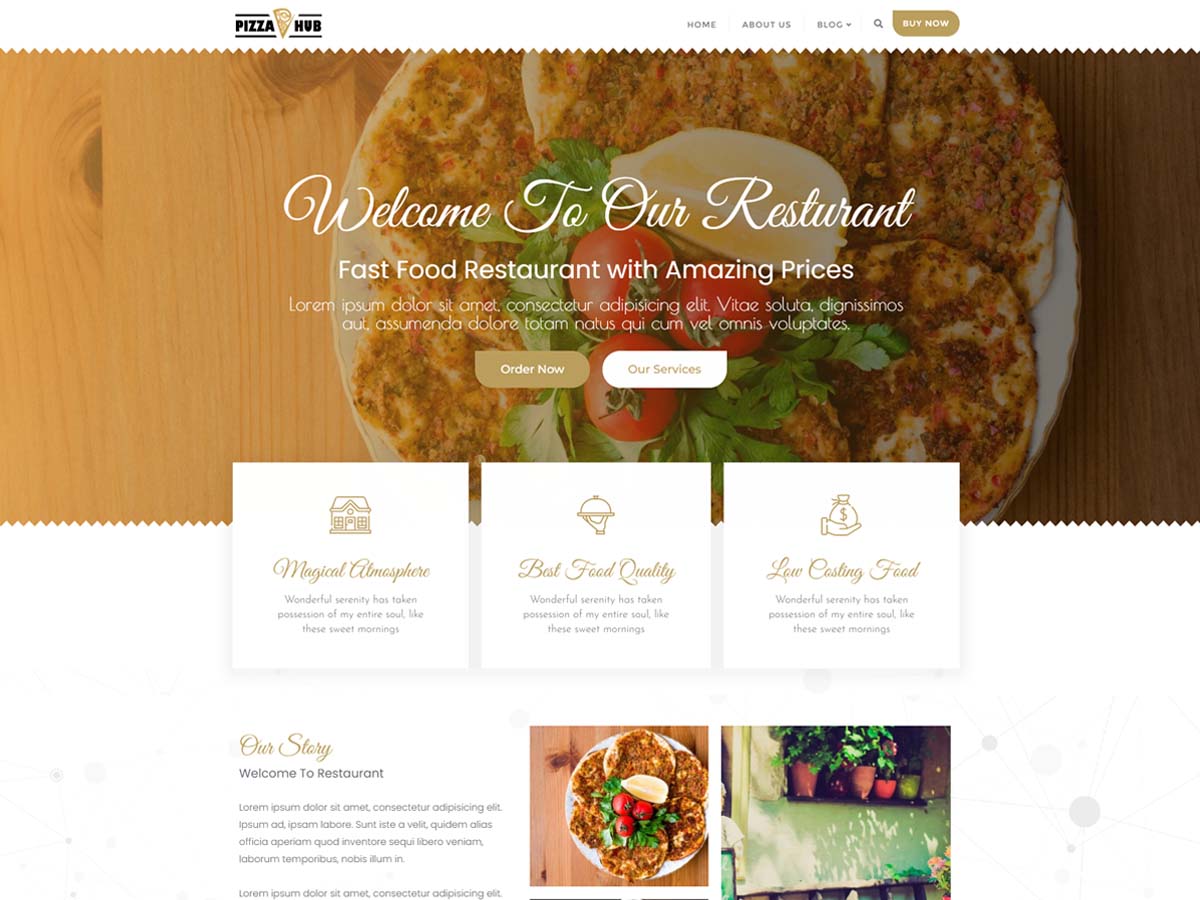 PIZZA HUB
HOME
ABOUT US
BLOG
BUY NOW
Welcome To Our Resturant
Fast Food Restaurant with Amazing Prices
Lorem ipsum dolor sit amet, consectetur adipisicing elit. Vitae soluta, dignissimos
aut, assumenda dolore totam natus qui cum vel omnis voluptates.
Order Now
Our Services
Magical Atmosphere
Wonderful serenity has taken
possession of my entire soul, like
these sweet mornings
Best Food Quality
Wonderful serenity has taken
possession of my entire soul, like
these sweet mornings
Low Costing Food
Wonderful serenity has taken
possession of my entire soul, like
these sweet mornings
Our Story
Welcome To Restaurant
Lorem ipsum dolor sit amet, consectetur adipisicing elit.
Ipsum ad, ipsam labore. Sunt iste a velit, quidem alias
officia aperiam quod inventore sequi libero veniam,
laborum temporibus, nobis illum in.
Lorem ipsum dolor sit amet, consectetur adipisicing elit.